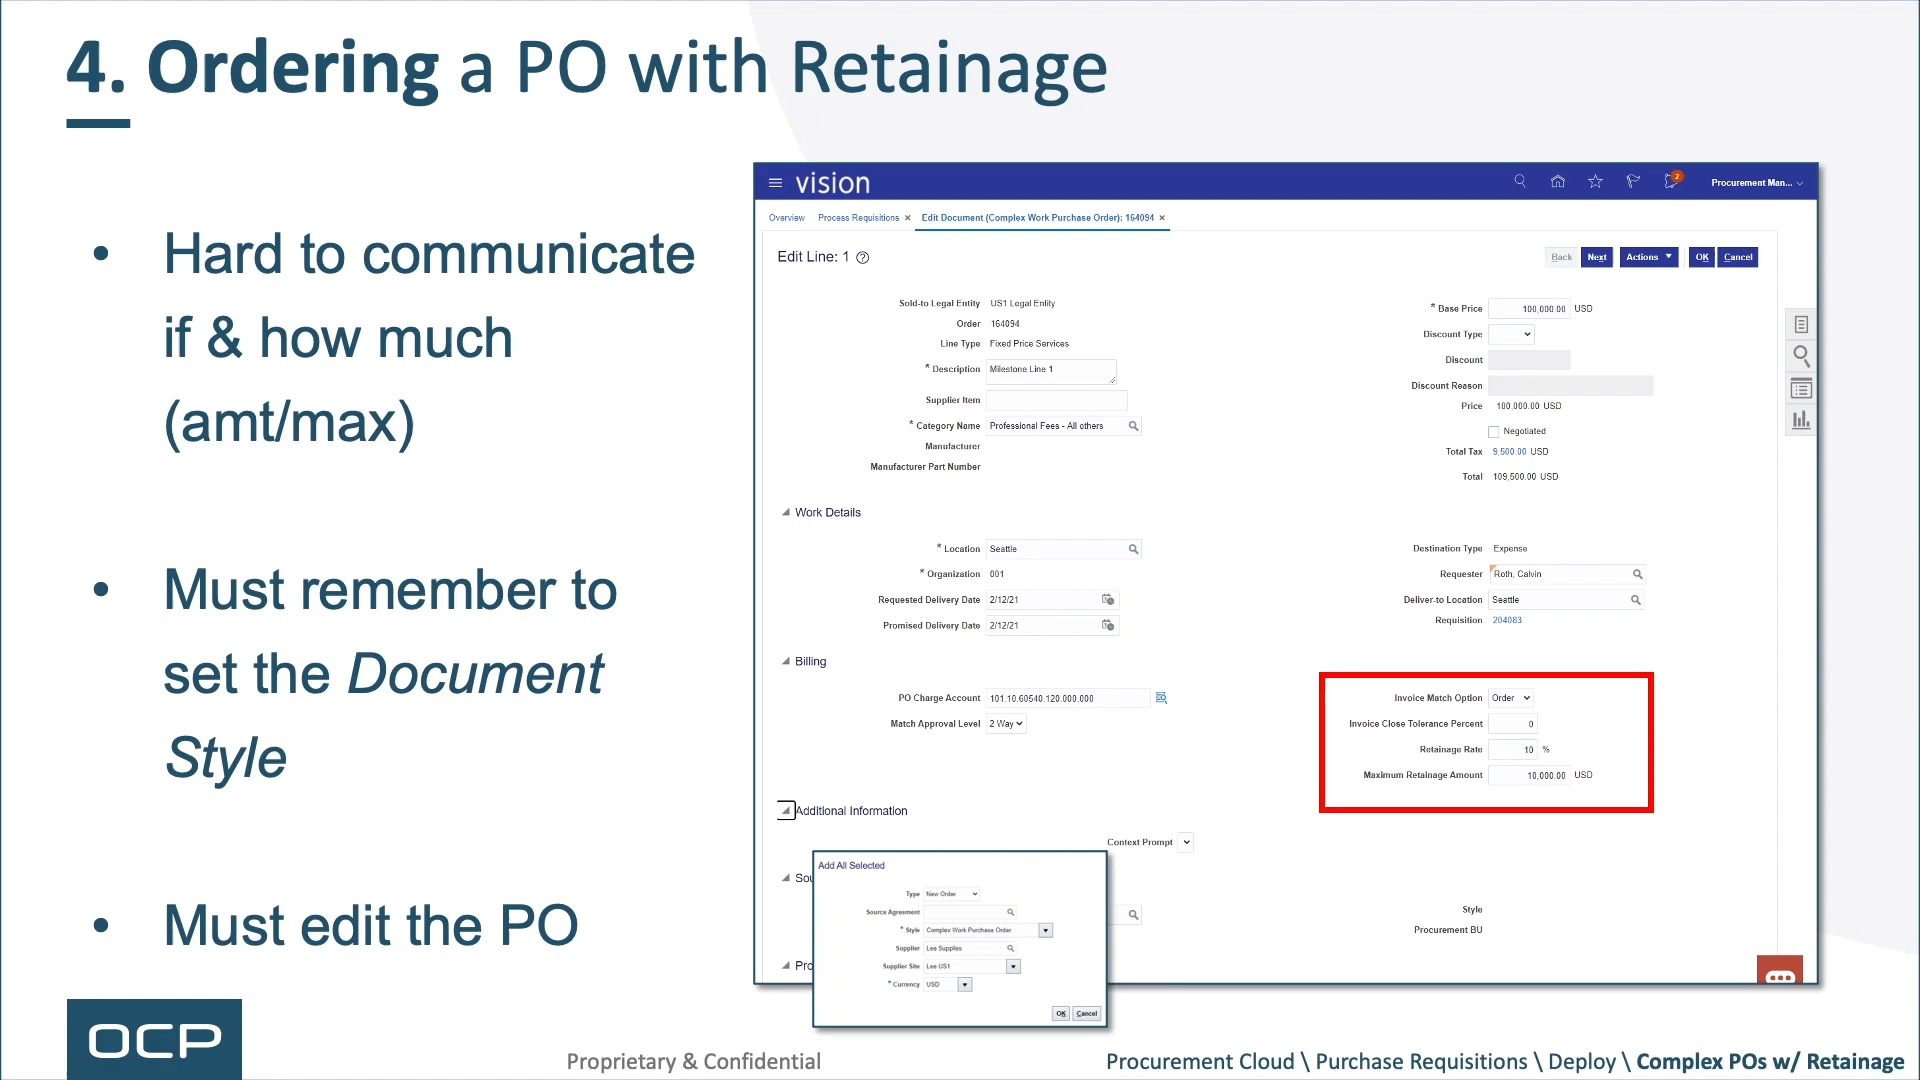 4. Ordering a PO with Retainage
• Hard to communicate
if & how much
(amt/max)
• Must remember to
set the Document
Style
• Must edit the PO
vision
2
Procurement Man...
Overview
Process Requisitions ×
Edit Document (Complex Work Purchase Order): 164094 ×
Edit Line: 1 ?
Back
Next
Actions
OK
Cancel
Sold-to Legal Entity US1 Legal Entity
Order 164094
Line Type Fixed Price Services
* Description Milestone Line 1
Supplier Item
* Category Name Professional Fees - All others
Manufacturer
Manufacturer Part Number
* Base Price 100,000.00 USD
Discount Type
Discount
Discount Reason
Price 100,000.00 USD
Negotiated
Total Tax 9,500.00 USD
Total 109,500.00 USD
Work Details
* Location Seattle
* Organization 001
Requested Delivery Date 2/12/21
Promised Delivery Date 2/12/21
Destination Type Expense
Requester Roth, Calvin
Deliver-to Location Seattle
Requisition 204083
Billing
PO Charge Account 101.10.60540.120.000.000
Match Approval Level 2 Way
Invoice Match Option Order
Invoice Close Tolerance Percent 0
Retainage Rate 10 %
Maximum Retainage Amount 10,000.00 USD
Additional Information
Context Prompt
Sou
Style
Procurement BU
Pro
Add All Selected
Type New Order
Source Agreement
* Style Complex Work Purchase Order
Supplier Lee Supplies
Supplier Site Lee US1
* Currency USD
OK
Cancel
OCP
Proprietary & Confidential
Procurement Cloud \ Purchase Requisitions \ Deploy \ Complex POs w/ Retainage